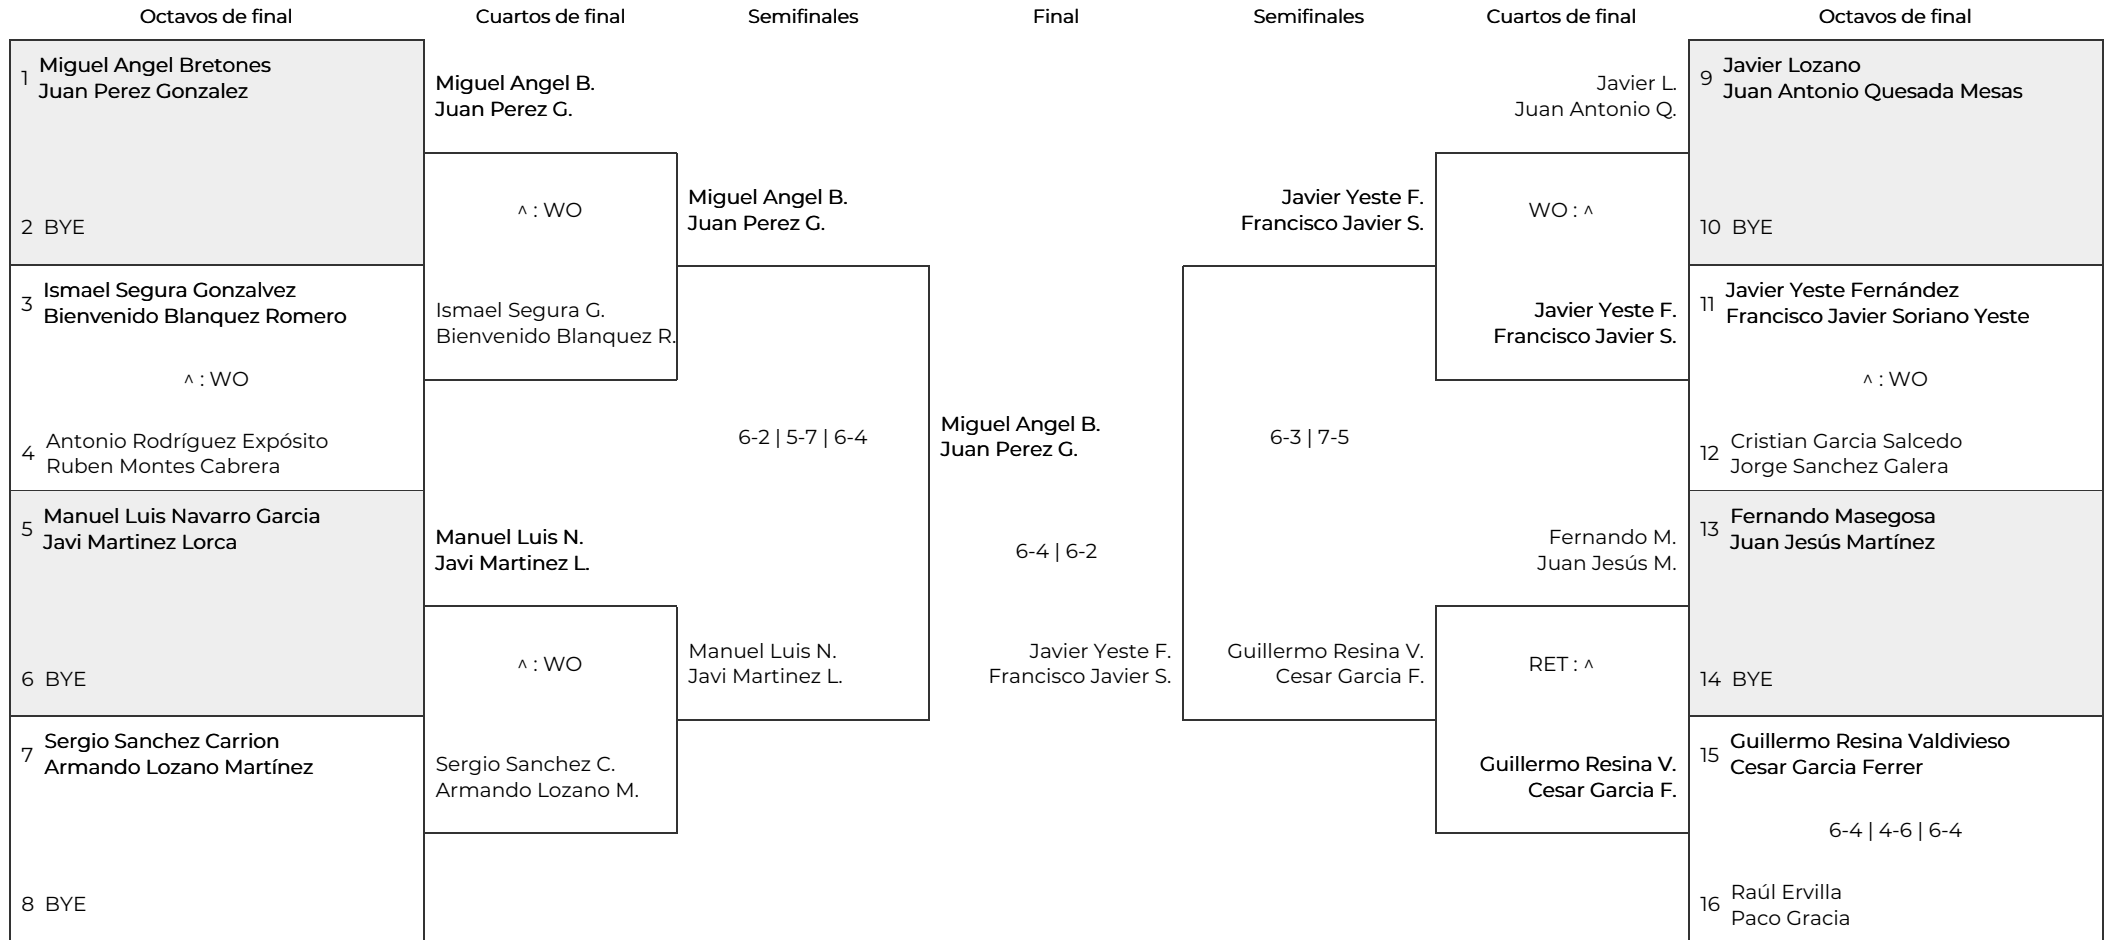 Octavos de final
Cuartos de final
Semifinales
Final
Semifinales
Cuartos de final
Octavos de final
1
Miguel Angel Bretones
Juan Perez Gonzalez
2 BYE
3
Ismael Segura Gonzalvez
Bienvenido Blanquez Romero
^ : WO
4
Antonio Rodríguez Expósito
Ruben Montes Cabrera
5
Manuel Luis Navarro Garcia
Javi Martinez Lorca
6 BYE
7
Sergio Sanchez Carrion
Armando Lozano Martínez
8 BYE
Miguel Angel B.
Juan Perez G.
^ : WO
Ismael Segura G.
Bienvenido Blanquez R.
Manuel Luis N.
Javi Martinez L.
^ : WO
Sergio Sanchez C.
Armando Lozano M.
Miguel Angel B.
Juan Perez G.
6-2 | 5-7 | 6-4
Manuel Luis N.
Javi Martinez L.
Miguel Angel B.
Juan Perez G.
6-4 | 6-2
Javier Yeste F.
Francisco Javier S.
Javier Yeste F.
Francisco Javier S.
6-3 | 7-5
Guillermo Resina V.
Cesar Garcia F.
Javier L.
Juan Antonio Q.
WO : ^
Javier Yeste F.
Francisco Javier S.
Fernando M.
Juan Jesús M.
RET : ^
Guillermo Resina V.
Cesar Garcia F.
9
Javier Lozano
Juan Antonio Quesada Mesas
10 BYE
11
Javier Yeste Fernández
Francisco Javier Soriano Yeste
^ : WO
12
Cristian Garcia Salcedo
Jorge Sanchez Galera
13
Fernando Masegosa
Juan Jesús Martínez
14 BYE
15
Guillermo Resina Valdivieso
Cesar Garcia Ferrer
6-4 | 4-6 | 6-4
16
Raúl Ervilla
Paco Gracia